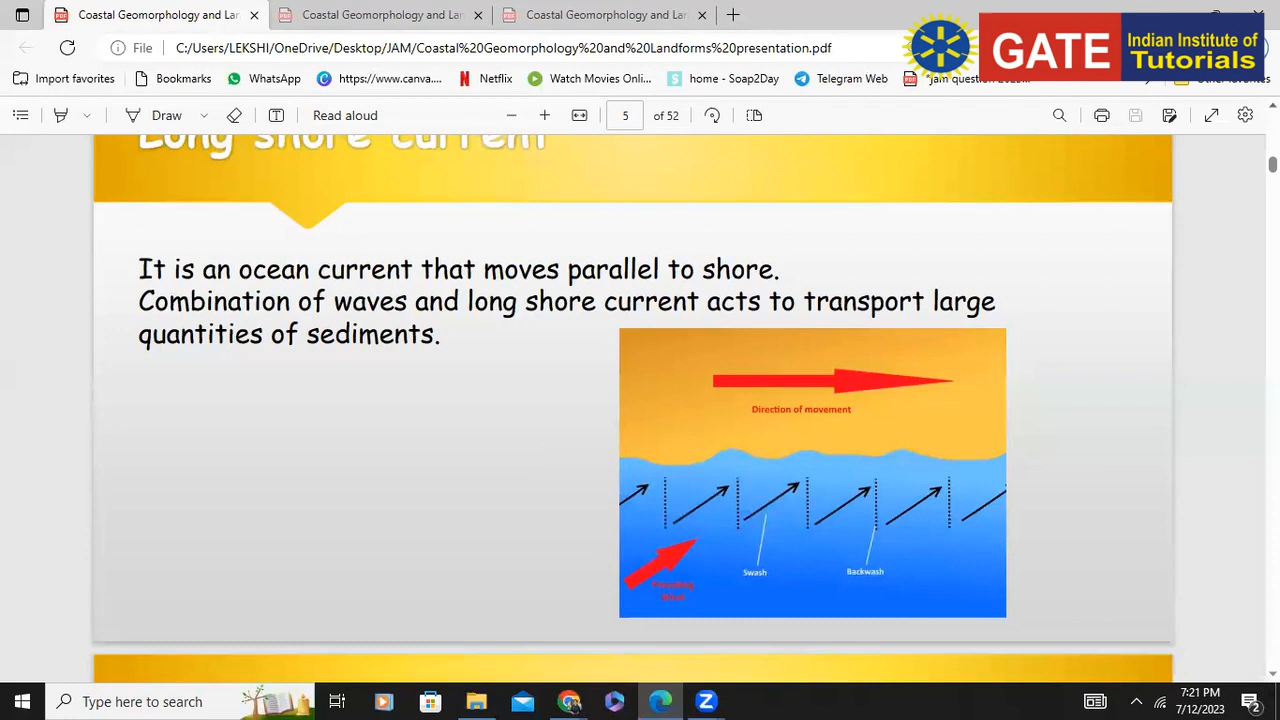 Coastal Geomorphology and Lar
Coastal Geomorphology and Lar
Coastal Geomorphology and Lar
File C:/Users/LEKSHI/OneDrive/Desktop/JAM/Coastal%20Geomorphology%20and%20Landforms%20presentation.pdf
GATE
Indian Institute of
Tutorials
Import favorites Bookmarks WhatsApp https://www.canva.... Netflix Watch Movies Onli... home - Soap2Day Telegram Web
Draw Read aloud 5 of 52
Long shore current
It is an ocean current that moves parallel to shore.
Combination of waves and long shore current acts to transport large
quantities of sediments.
Direction of movement
Swash
Backwash
Type here to search
7:21 PM
7/12/2023
2